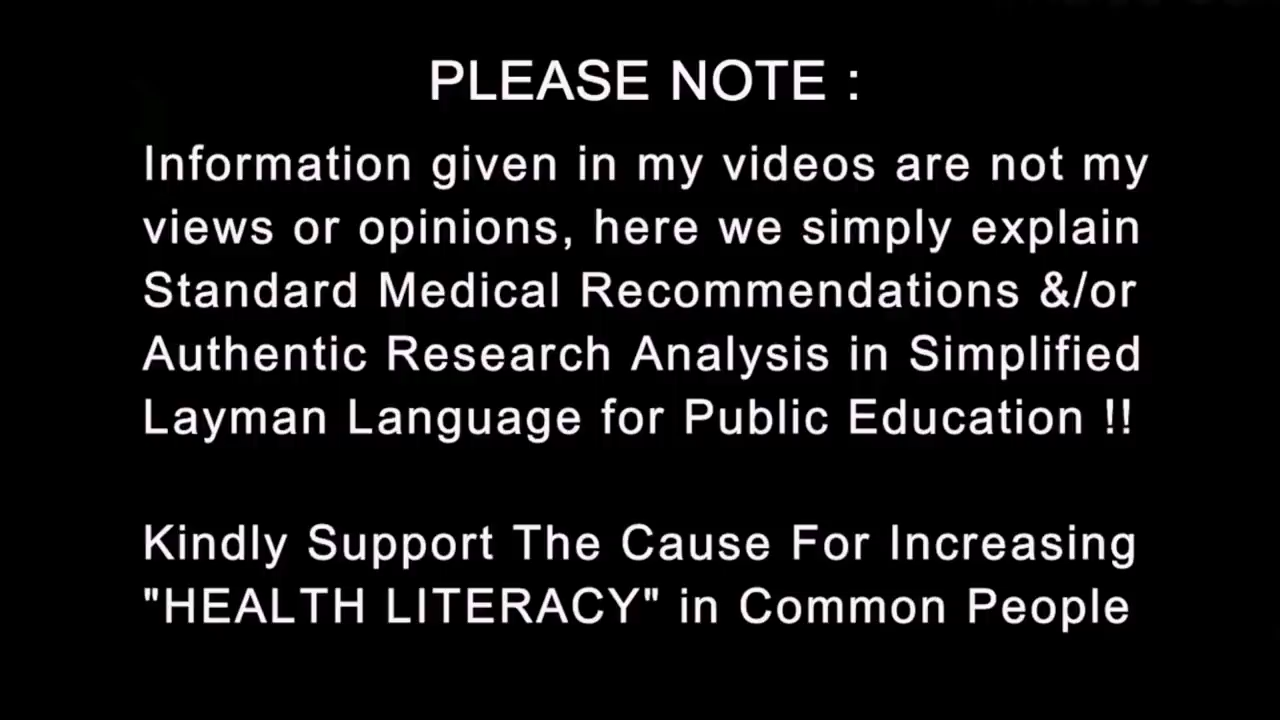 PLEASE NOTE :
Information given in my videos are not my
views or opinions, here we simply explain
Standard Medical Recommendations &/or
Authentic Research Analysis in Simplified
Layman Language for Public Education !!
Kindly Support The Cause For Increasing
"HEALTH LITERACY" in Common People